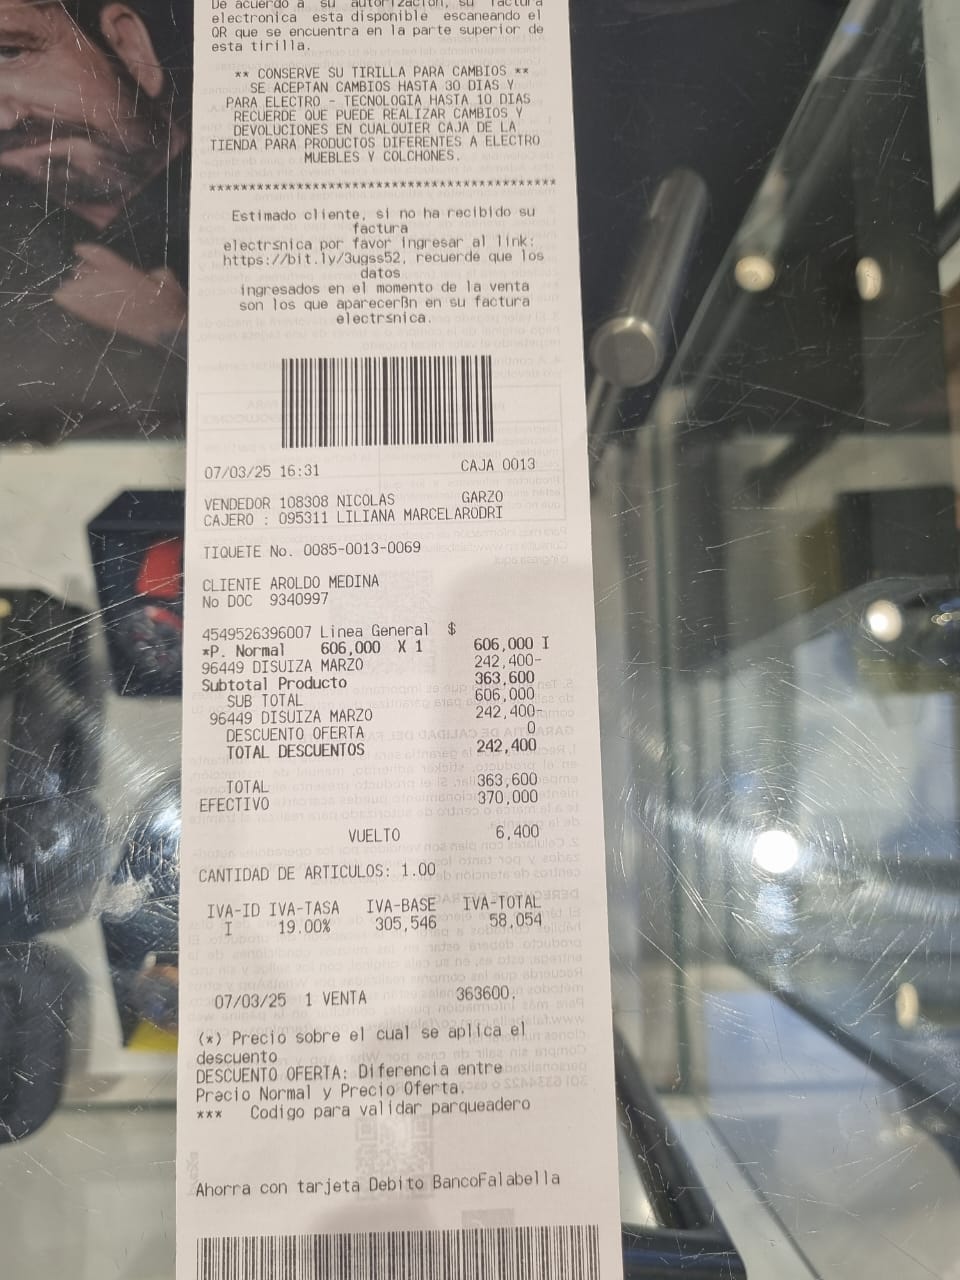 De acuerdo a su autorizacion, su factura
electronica esta disponible escaneando el
QR que se encuentra en la parte superior de
esta tirilla.
** CONSERVE SU TIRILLA PARA CAMBIOS **
SE ACEPTAN CAMBIOS HASTA 30 DIAS Y
PARA ELECTRO - TECNOLOGIA HASTA 10 DIAS
RECUERDE QUE PUEDE REALIZAR CAMBIOS Y
DEVOLUCIONES EN CUALQUIER CAJA DE LA
TIENDA PARA PRODUCTOS DIFERENTES A ELECTRO
MUEBLES Y COLCHONES.
*******************************************
Estimado cliente, si no ha recibido su
factura
electrsnica por favor ingresar al link:
https://bit.ly/3ugss52, recuerde que los
datos
ingresados en el momento de la venta
son los que aparecerßn en su factura
electrsnica.
07/03/25 16:31 CAJA 0013
VENDEDOR 108308 NICOLAS GARZO
CAJERO : 095311 LILIANA MARCELARODRI
TIQUETE No. 0085-0013-0069
CLIENTE AROLDO MEDINA
No DOC 9340997
4549526396007 Linea General $
*P. Normal 606,000 X 1 606,000 I
96449 DISUIZA MARZO 242,400-
Subtotal Producto 363,600
SUB TOTAL 606,000
96449 DISUIZA MARZO 242,400-
DESCUENTO OFERTA 0
TOTAL DESCUENTOS 242,400
TOTAL 363,600
EFECTIVO 370,000
VUELTO 6,400
CANTIDAD DE ARTICULOS: 1.00
IVA-ID IVA-TASA IVA-BASE IVA-TOTAL
I 19.00% 305,546 58,054
07/03/25 1 VENTA 363600.
(*) Precio sobre el cual se aplica el
descuento
DESCUENTO OFERTA: Diferencia entre
Precio Normal y Precio Oferta.
*** Codigo para validar parqueadero
Ahorra con tarjeta Debito BancoFalabella